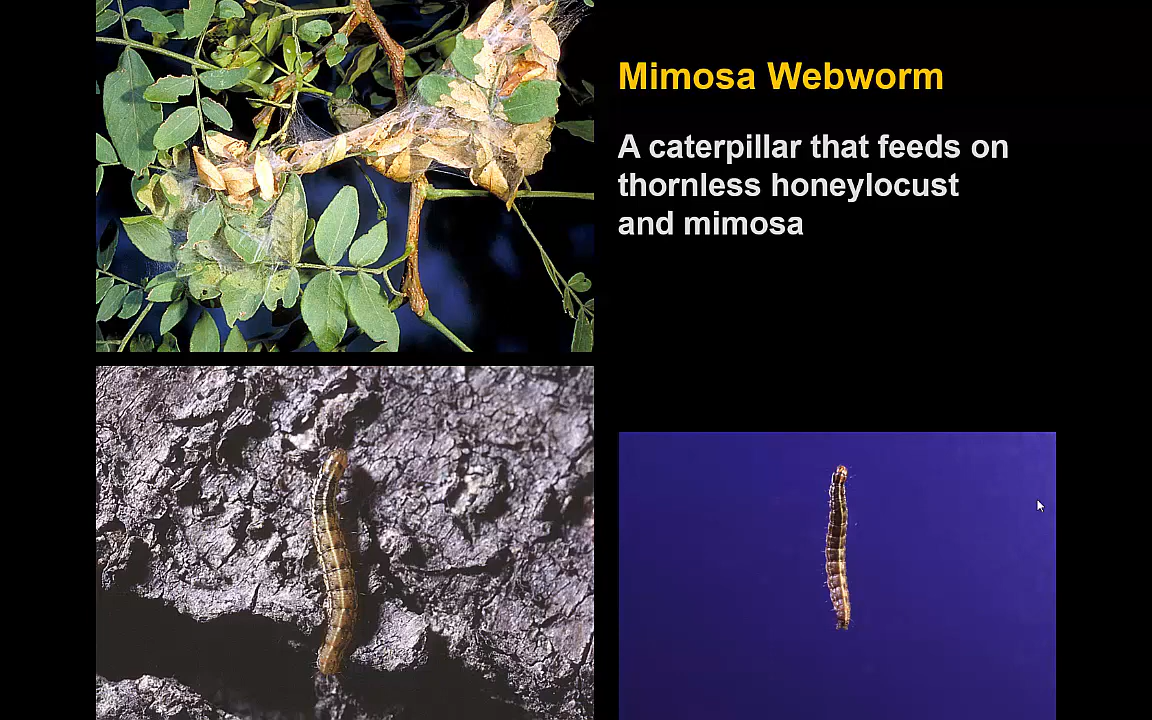 Mimosa Webworm
A caterpillar that feeds on
thornless honeylocust
and mimosa